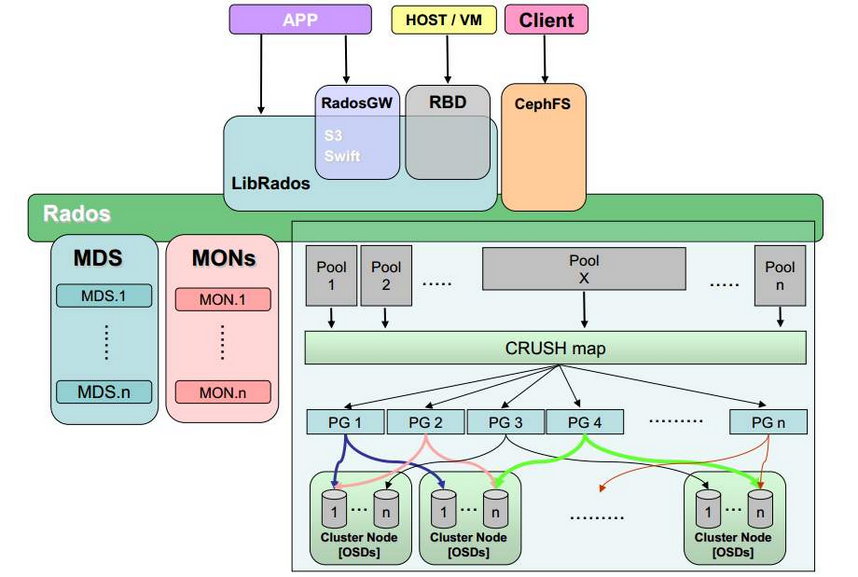 APP
HOST / VM
Client
RadosGW
RBD
CephFS
S3
Swift
LibRados
Rados
MDS
MONs
MDS.1
MON.1
MDS.n
MON.n
Pool
1
Pool
2
.....
Pool
X
.....
Pool
n
CRUSH map
PG 1
PG 2
PG 3
PG 4
.........
PG n
1
...
n
Cluster Node
[OSDs]
1
...
n
Cluster Node
[OSDs]
.........
1
...
n
Cluster Node
[OSDs]